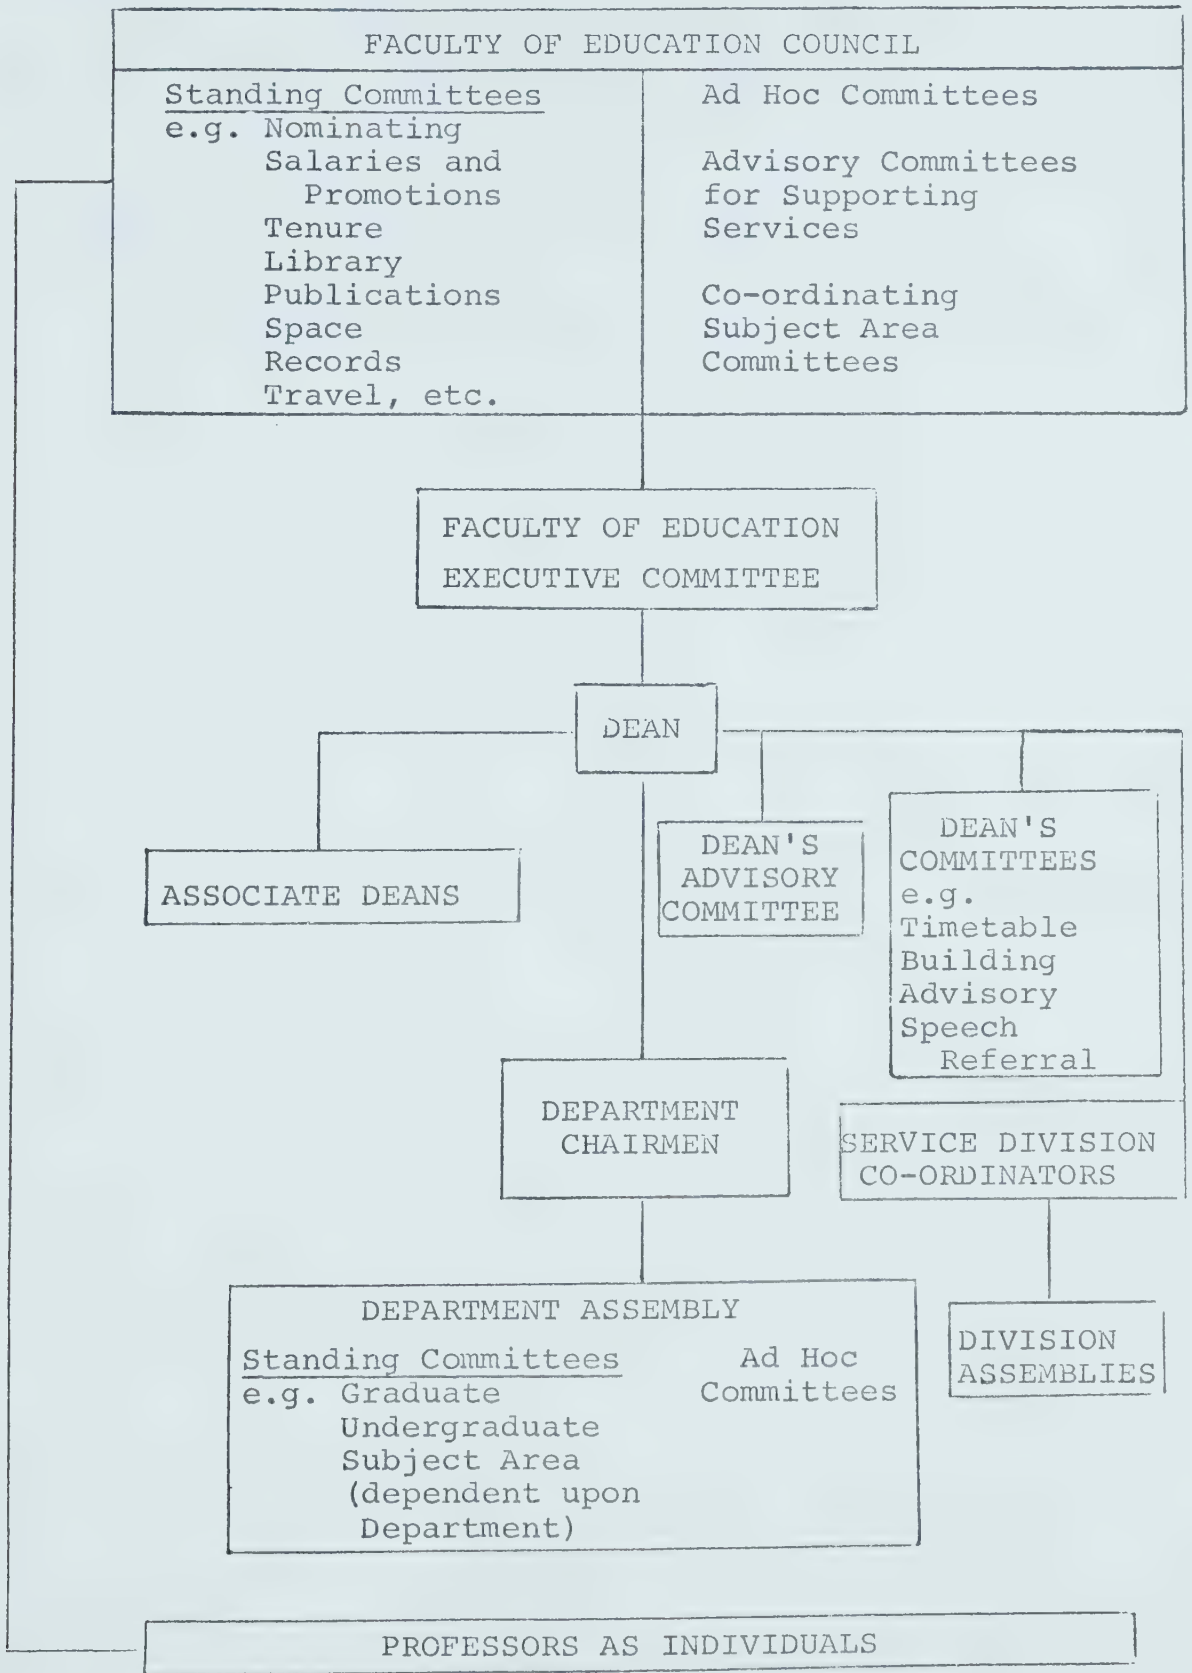 FACULTY OF EDUCATION COUNCIL
Standing Committees
e.g. Nominating
Salaries and
Promotions
Tenure
Library
Publications
Space
Records
Travel, etc.
Ad Hoc Committees
Advisory Committees
for Supporting
Services
Co-ordinating
Subject Area
Committees
FACULTY OF EDUCATION
EXECUTIVE COMMITTEE
DEAN
ASSOCIATE DEANS
DEAN'S
ADVISORY
COMMITTEE
DEAN'S
COMMITTEES
e.g.
Timetable
Building
Advisory
Speech
Referral
DEPARTMENT
CHAIRMEN
SERVICE DIVISION
CO-ORDINATORS
DEPARTMENT ASSEMBLY
Standing Committees
e.g. Graduate
Undergraduate
Subject Area
(dependent upon
Department)
Ad Hoc
Committees
DIVISION
ASSEMBLIES
PROFESSORS AS INDIVIDUALS